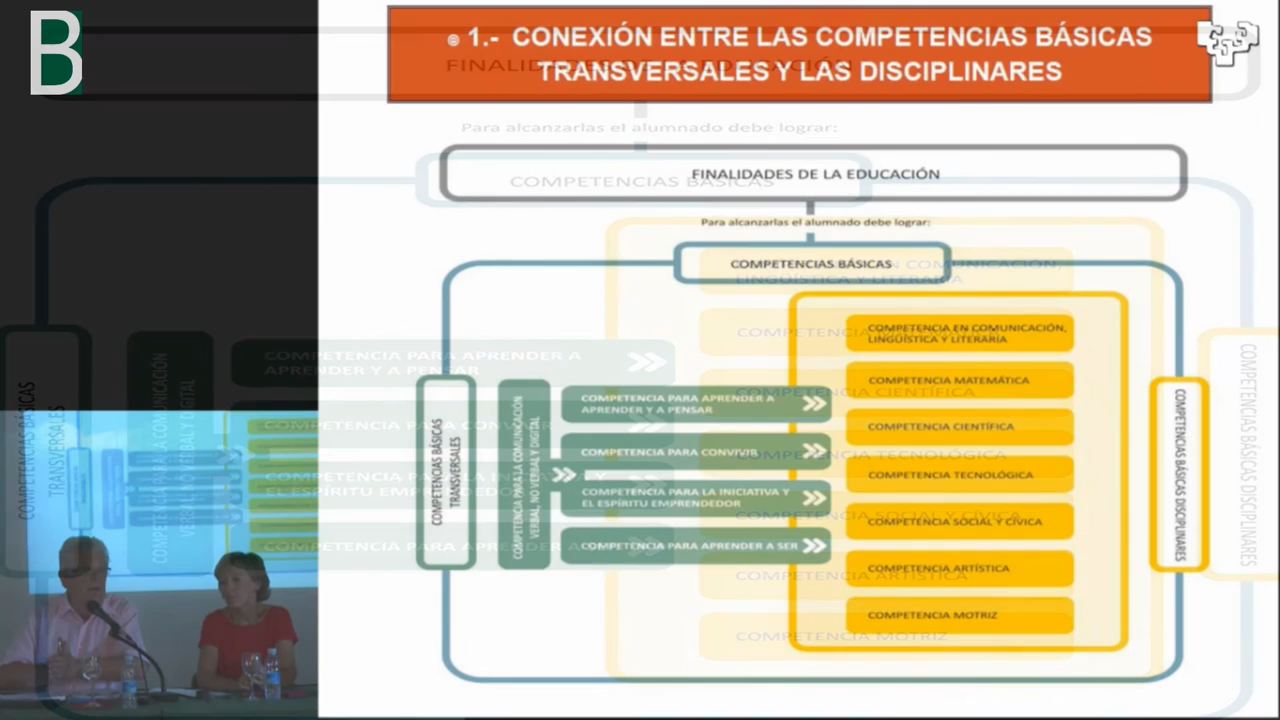 B
1.- CONEXIÓN ENTRE LAS COMPETENCIAS BÁSICAS
TRANSVERSALES Y LAS DISCIPLINARES
FINALIDADES DE LA EDUCACIÓN
Para alcanzarlas el alumnado debe lograr:
COMPETENCIAS BÁSICAS
COMPETENCIAS BÁSICAS
TRANSVERSALES
COMPETENCIA PARA LA COMUNICACIÓN
VERBAL, NO VERBAL Y DIGITAL
COMPETENCIA PARA APRENDER A
APRENDER Y A PENSAR
COMPETENCIA PARA CONVIVIR
COMPETENCIA PARA LA INICIATIVA Y
EL ESPÍRITU EMPRENDEDOR
COMPETENCIA PARA APRENDER A SER
COMPETENCIA EN COMUNICACIÓN,
LINGÜÍSTICA Y LITERARIA
COMPETENCIA MATEMÁTICA
COMPETENCIA CIENTÍFICA
COMPETENCIA TECNOLÓGICA
COMPETENCIA SOCIAL Y CÍVICA
COMPETENCIA ARTÍSTICA
COMPETENCIA MOTRIZ
COMPETENCIAS BÁSICAS DISCIPLINARES